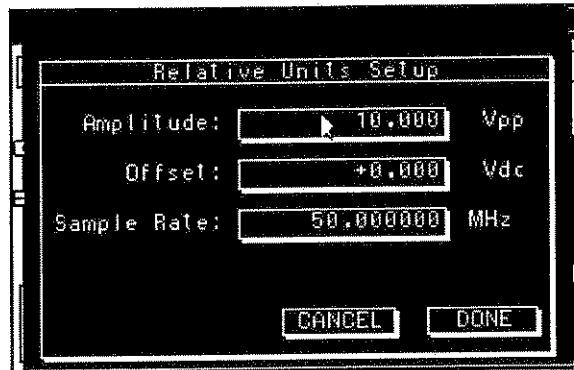 Relative Units Setup
Amplitude: 10.000 Vpp
Offset: +0.000 Vdc
Sample Rate: 50.000000 MHz
CANCEL DONE